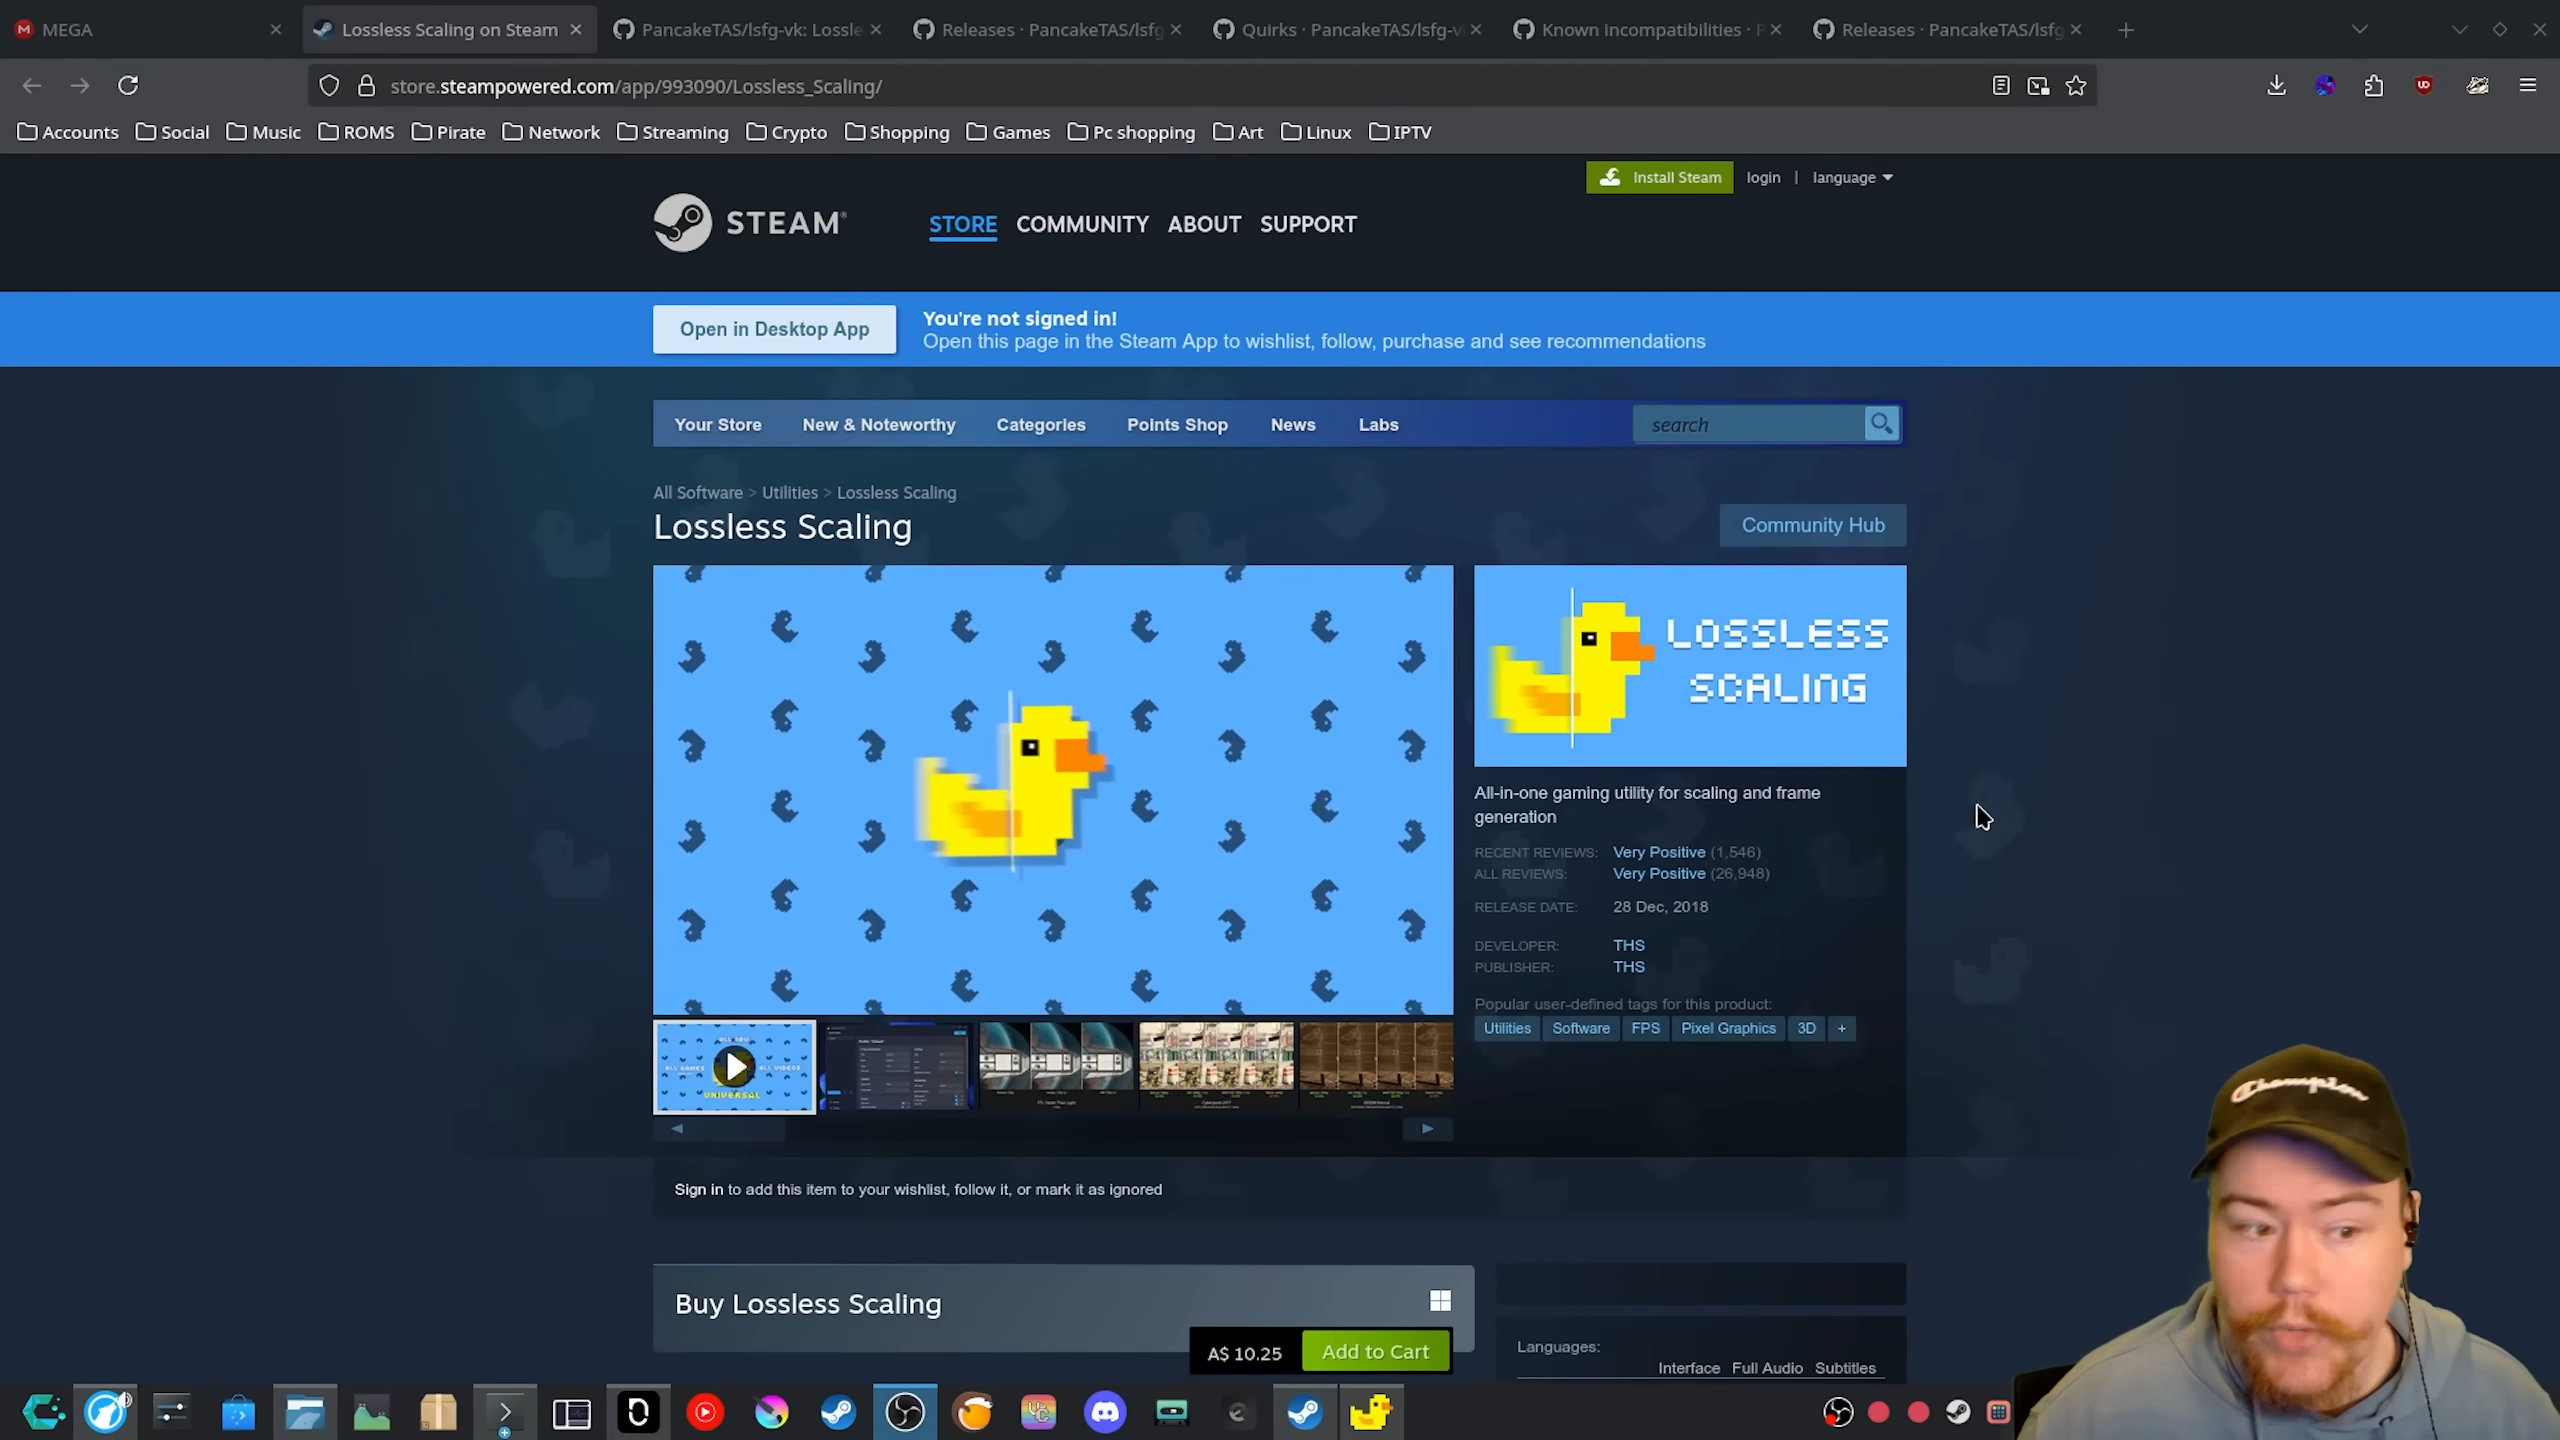 MEGA
Lossless Scaling on Steam
PancakeTAS/lsfg-vk: Lossle
Releases · PancakeTAS/lsfg
Quirks · PancakeTAS/lsfg-v
Known incompatibilities · P
Releases · PancakeTAS/lsfg
store.steampowered.com/app/993090/Lossless_Scaling/
Accounts
Social
Music
ROMS
Pirate
Network
Streaming
Crypto
Shopping
Games
Pc shopping
Art
Linux
IPTV
Install Steam
login | language
STEAM
STORE COMMUNITY ABOUT SUPPORT
Open in Desktop App
You're not signed in!
Open this page in the Steam App to wishlist, follow, purchase and see recommendations
Your Store
New & Noteworthy
Categories
Points Shop
News
Labs
search
All Software > Utilities > Lossless Scaling
Lossless Scaling
Community Hub
LOSSLESS
SCALING
All-in-one gaming utility for scaling and frame
generation
RECENT REVIEWS: Very Positive (1,546)
ALL REVIEWS: Very Positive (26,948)
RELEASE DATE: 28 Dec, 2018
DEVELOPER: THS
PUBLISHER: THS
Popular user-defined tags for this product:
Utilities Software FPS Pixel Graphics 3D +
ALL GAMES
ALL VIDEOS
UNIVERSAL
Champion
Sign in to add this item to your wishlist, follow it, or mark it as ignored
Buy Lossless Scaling
A$ 10.25
Add to Cart
Languages:
Interface Full Audio Subtitles